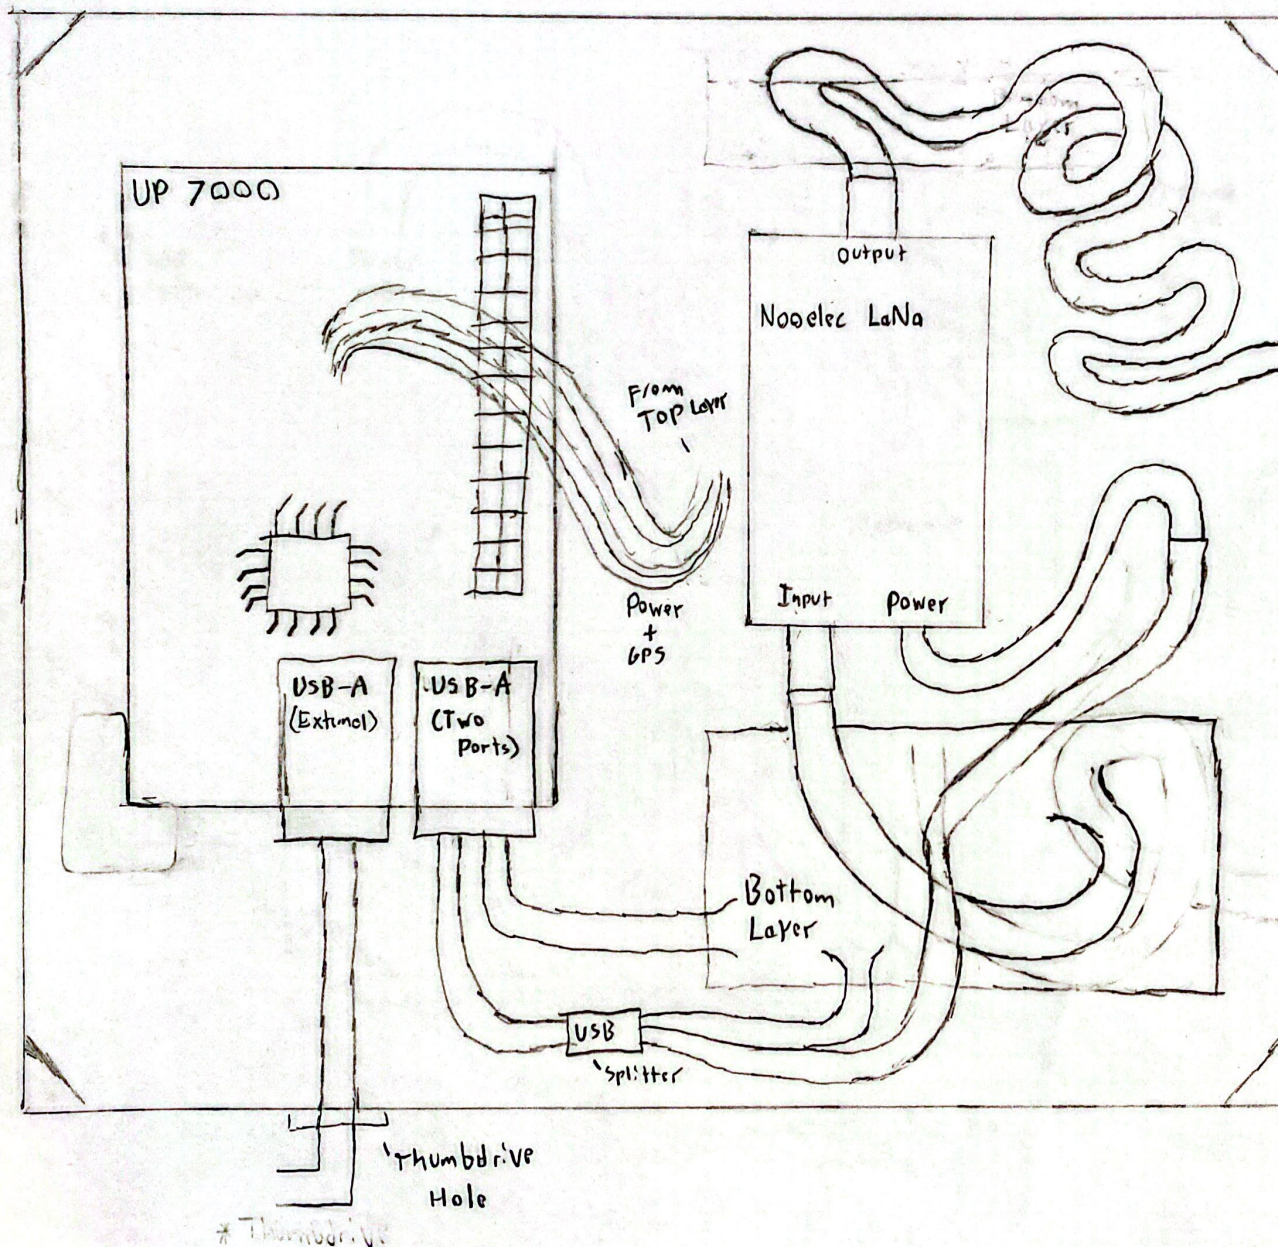 UP 7000
Output
Nooelec LaNa
From
TOP Layer
Input
Power
Power
+
GPS
USB-A
(External)
USB-A
(Two
Ports)
Bottom
Layer
USB
Splitter
Thumbdrive
Hole